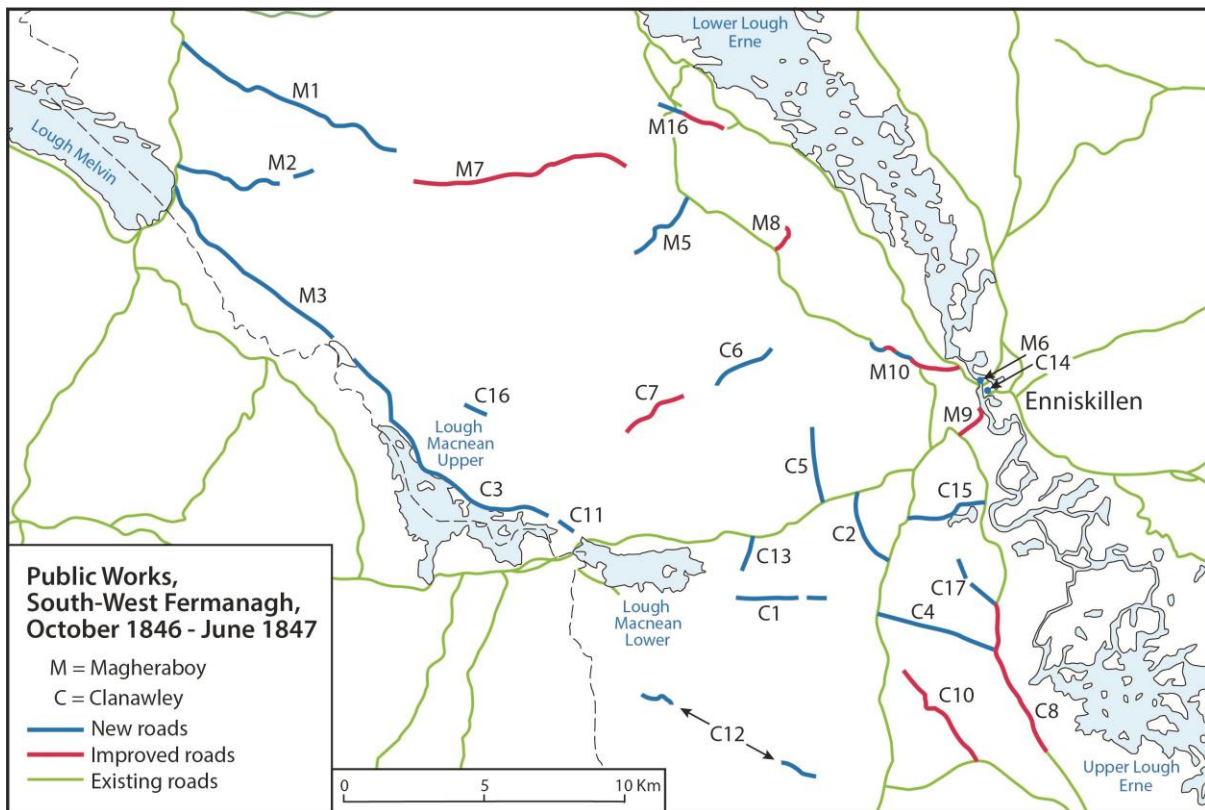 Lower Lough
Erne
M1
M16
Lough Melvin
M2
M7
M8
M5
M3
M6
C14
C6
M10
Enniskillen
C7
C16
M9
Lough
Macnean
Upper
C5
C3
C15
C11
C2
C13
C17
C1
C4
Lough
Macnean
Lower
C10
C8
C12
Upper Lough
Erne
Public Works,
South-West Fermanagh,
October 1846 - June 1847
M = Magheraboy
C = Clanawley
New roads
Improved roads
Existing roads
0 5 10 Km